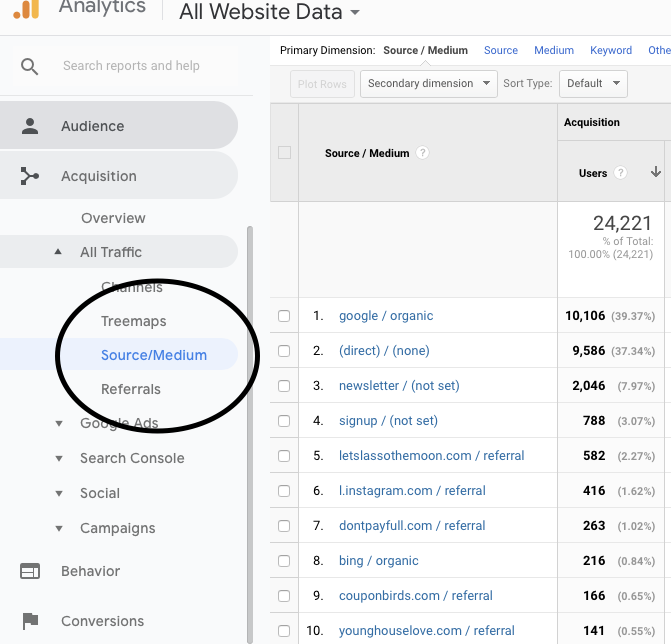 Analytics
All Website Data
Search reports and help
Audience
Acquisition
Overview
All Traffic
Channels
Treemaps
Source/Medium
Referrals
Google Ads
Search Console
Social
Campaigns
Behavior
Conversions
Primary Dimension: Source / Medium Source Medium Keyword Othe
Plot Rows Secondary dimension Sort Type: Default
Source / Medium ?
Acquisition
Users ?
24,221
% of Total:
100.00% (24,221)
1. google / organic 10,106 (39.37%)
2. (direct) / (none) 9,586 (37.34%)
3. newsletter / (not set) 2,046 (7.97%)
4. signup / (not set) 788 (3.07%)
5. letslassothemoon.com / referral 582 (2.27%)
6. l.instagram.com / referral 416 (1.62%)
7. dontpayfull.com / referral 263 (1.02%)
8. bing / organic 216 (0.84%)
9. couponbirds.com / referral 166 (0.65%)
10. younghouselove.com / referral 141 (0.55%)